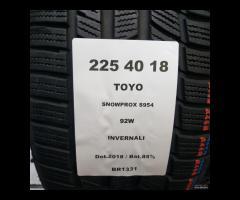 225 40 18
TOYO
SNOWPROX S954
92W
INVERNALI
Dot.2018 / Bat.85%
BR1331